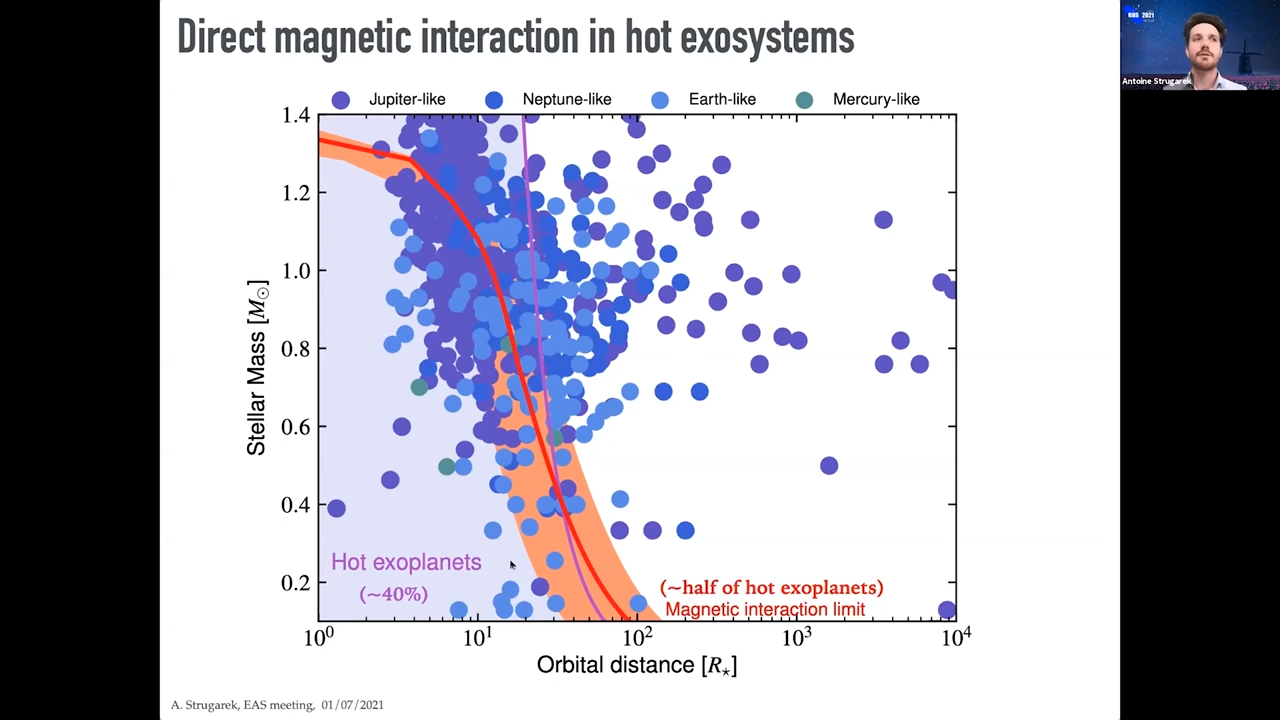 Direct magnetic interaction in hot exosystems
eas 2021
Antoine Strugarek
Jupiter-like Neptune-like Earth-like Mercury-like
1.4
1.2
1.0
0.8
0.6
0.4
0.2
Stellar Mass [M☉]
Hot exoplanets
(~40%)
(~half of hot exoplanets)
Magnetic interaction limit
10⁰ 10¹ 10² 10³ 10⁴
Orbital distance [R⋆]
A. Strugarek, EAS meeting, 01/07/2021